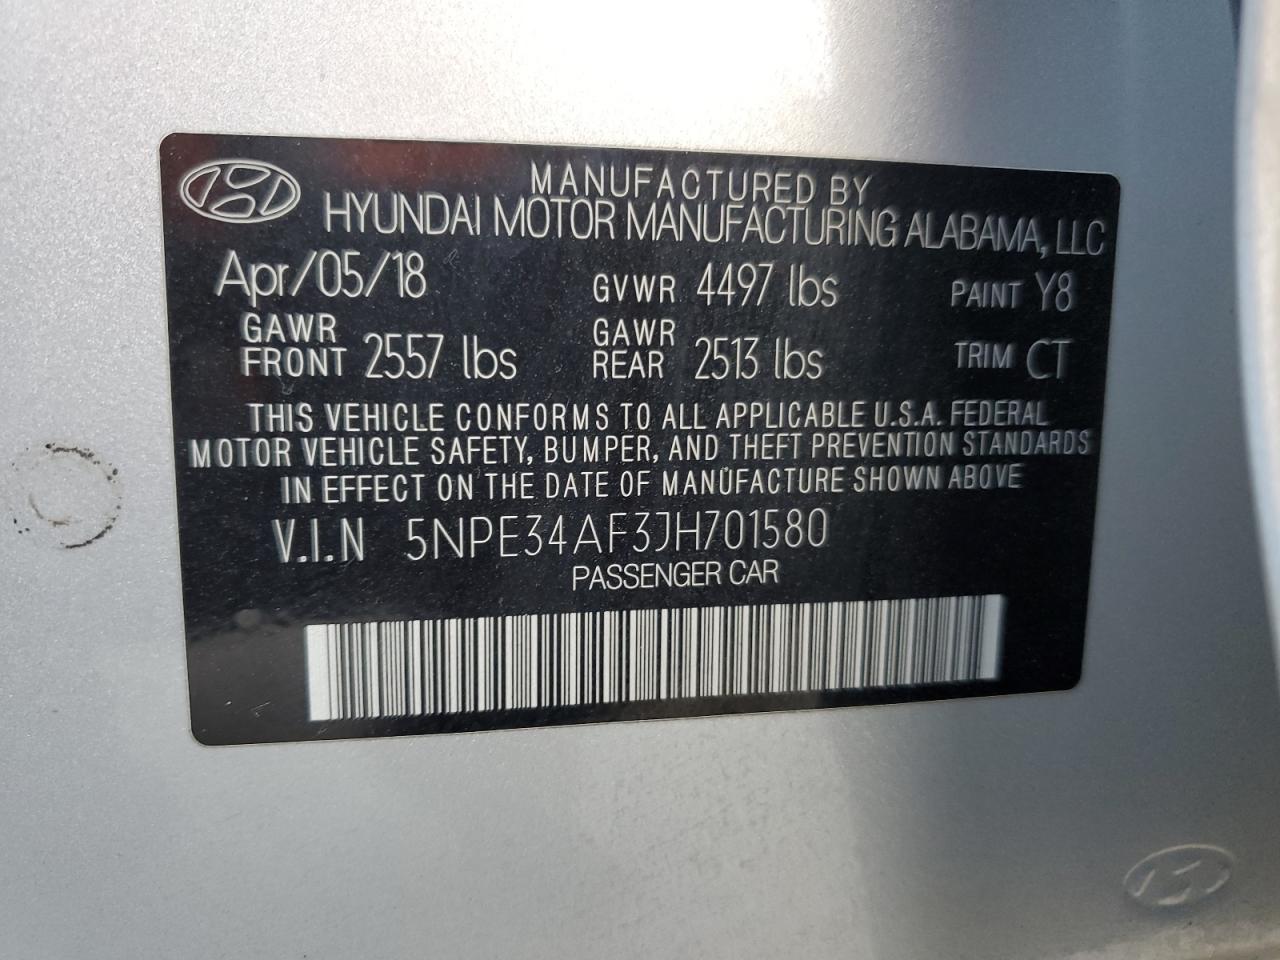 MANUFACTURED BY
HYUNDAI MOTOR MANUFACTURING ALABAMA, LLC
Apr/05/18 GVWR 4497 lbs PAINT Y8
GAWR FRONT 2557 lbs GAWR REAR 2513 lbs TRIM CT
THIS VEHICLE CONFORMS TO ALL APPLICABLE U.S.A. FEDERAL
MOTOR VEHICLE SAFETY, BUMPER, AND THEFT PREVENTION STANDARDS
IN EFFECT ON THE DATE OF MANUFACTURE SHOWN ABOVE
V.I.N 5NPE34AF3JH701580
PASSENGER CAR